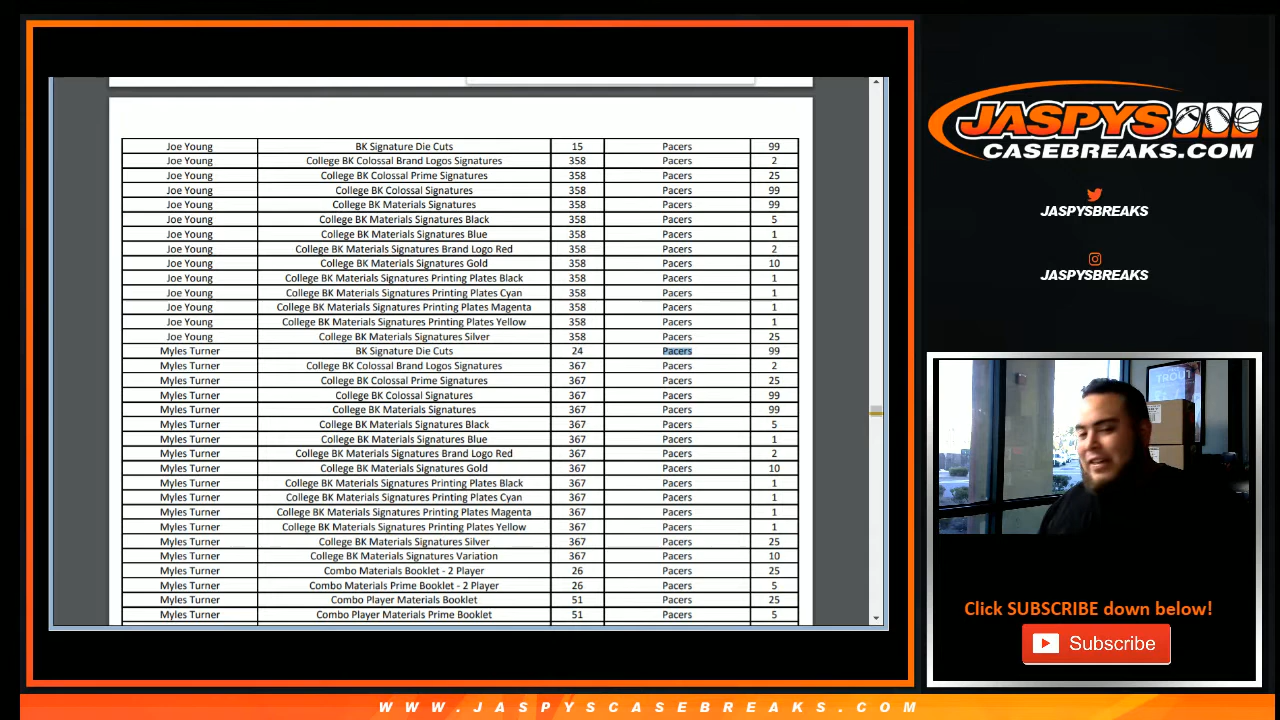 Joe Young BK Signature Die Cuts 15 Pacers 99
Joe Young College BK Colossal Brand Logos Signatures 358 Pacers 2
Joe Young College BK Colossal Prime Signatures 358 Pacers 25
Joe Young College BK Colossal Signatures 358 Pacers 99
Joe Young College BK Materials Signatures 358 Pacers 99
Joe Young College BK Materials Signatures Black 358 Pacers 5
Joe Young College BK Materials Signatures Blue 358 Pacers 1
Joe Young College BK Materials Signatures Brand Logo Red 358 Pacers 2
Joe Young College BK Materials Signatures Gold 358 Pacers 10
Joe Young College BK Materials Signatures Printing Plates Black 358 Pacers 1
Joe Young College BK Materials Signatures Printing Plates Cyan 358 Pacers 1
Joe Young College BK Materials Signatures Printing Plates Magenta 358 Pacers 1
Joe Young College BK Materials Signatures Printing Plates Yellow 358 Pacers 1
Joe Young College BK Materials Signatures Silver 358 Pacers 25
Myles Turner BK Signature Die Cuts 24 Pacers 99
Myles Turner College BK Colossal Brand Logos Signatures 367 Pacers 2
Myles Turner College BK Colossal Prime Signatures 367 Pacers 25
Myles Turner College BK Colossal Signatures 367 Pacers 99
Myles Turner College BK Materials Signatures 367 Pacers 99
Myles Turner College BK Materials Signatures Black 367 Pacers 5
Myles Turner College BK Materials Signatures Blue 367 Pacers 1
Myles Turner College BK Materials Signatures Brand Logo Red 367 Pacers 2
Myles Turner College BK Materials Signatures Gold 367 Pacers 10
Myles Turner College BK Materials Signatures Printing Plates Black 367 Pacers 1
Myles Turner College BK Materials Signatures Printing Plates Cyan 367 Pacers 1
Myles Turner College BK Materials Signatures Printing Plates Magenta 367 Pacers 1
Myles Turner College BK Materials Signatures Printing Plates Yellow 367 Pacers 1
Myles Turner College BK Materials Signatures Silver 367 Pacers 25
Myles Turner College BK Materials Signatures Variation 367 Pacers 10
Myles Turner Combo Materials Booklet - 2 Player 26 Pacers 25
Myles Turner Combo Materials Prime Booklet - 2 Player 26 Pacers 5
Myles Turner Combo Player Materials Booklet 51 Pacers 25
Myles Turner Combo Player Materials Prime Booklet 51 Pacers 5
JASPYS
CASEBREAKS.COM
JASPYSBREAKS
JASPYSBREAKS
TROUT
Click SUBSCRIBE down below!
Subscribe
WWW.JASPYSCASEBREAKS.COM